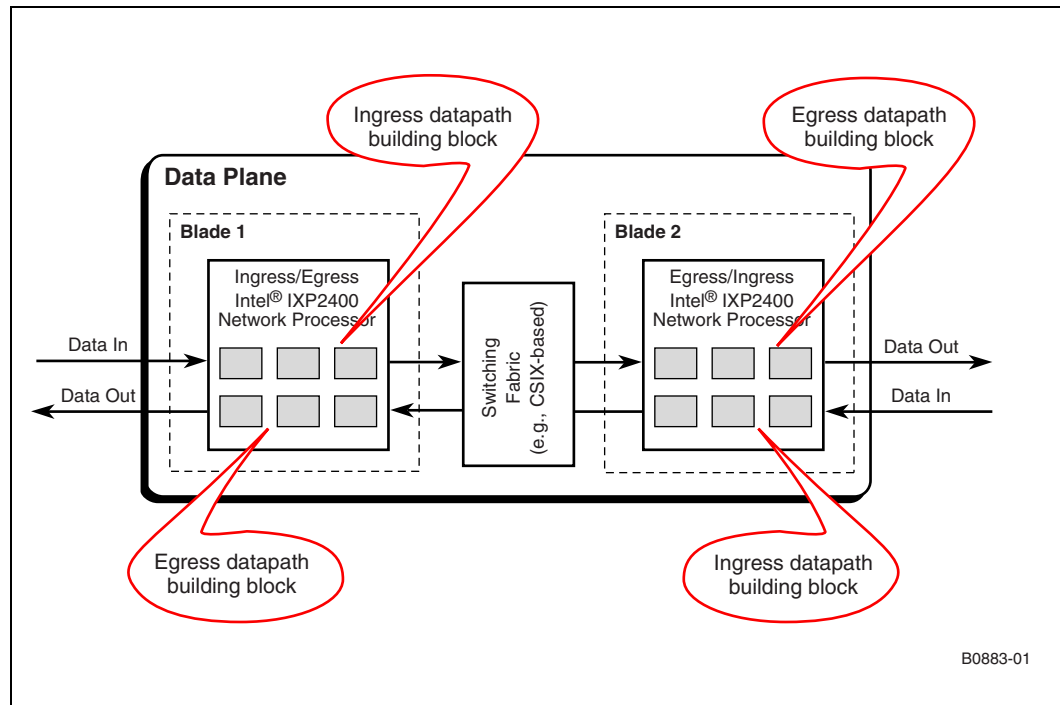 Ingress datapath
building block
Egress datapath
building block
Data Plane
Blade 1
Blade 2
Ingress/Egress
Intel® IXP2400
Network Processor
Egress/Ingress
Intel® IXP2400
Network Processor
Switching
Fabric
(e.g., CSIX-based)
Data In
Data Out
Data Out
Data In
Egress datapath
building block
Ingress datapath
building block
B0883-01